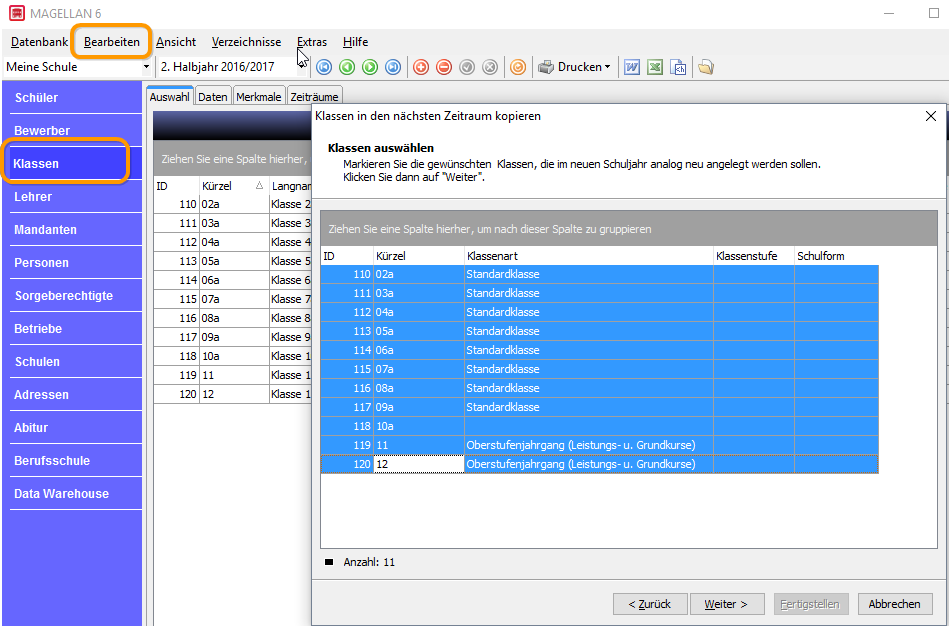 MAGELLAN 6
Datenbank Bearbeiten Ansicht Verzeichnisse Extras Hilfe
Meine Schule 2. Halbjahr 2016/2017 Drucken
Schüler
Bewerber
Klassen
Lehrer
Mandanten
Personen
Sorgeberechtigte
Betriebe
Schulen
Adressen
Abitur
Berufsschule
Data Warehouse
Auswahl Daten Merkmale Zeiträume
Ziehen Sie eine Spalte hierher,
ID Kürzel Langnam
110 02a Klasse 2
111 03a Klasse 3
112 04a Klasse 4
113 05a Klasse 5
114 06a Klasse 6
115 07a Klasse 7
116 08a Klasse 8
117 09a Klasse 9
118 10a Klasse 1
119 11 Klasse 1
120 12 Klasse 1
Klassen in den nächsten Zeitraum kopieren
Klassen auswählen
Markieren Sie die gewünschten Klassen, die im neuen Schuljahr analog neu angelegt werden sollen.
Klicken Sie dann auf "Weiter".
Ziehen Sie eine Spalte hierher, um nach dieser Spalte zu gruppieren
ID Kürzel Klassenart Klassenstufe Schulform
110 02a Standardklasse
111 03a Standardklasse
112 04a Standardklasse
113 05a Standardklasse
114 06a Standardklasse
115 07a Standardklasse
116 08a Standardklasse
117 09a Standardklasse
118 10a
119 11 Oberstufenjahrgang (Leistungs- u. Grundkurse)
120 12 Oberstufenjahrgang (Leistungs- u. Grundkurse)
Anzahl: 11
< Zurück Weiter > Fertigstellen Abbrechen